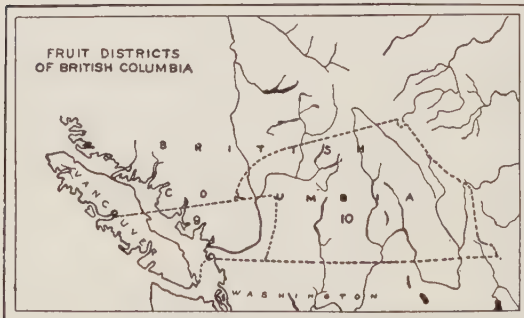 FRUIT DISTRICTS
OF BRITISH COLUMBIA
BRITISH
COLUMBIA
VANCOUVER
9
10
WASHINGTON